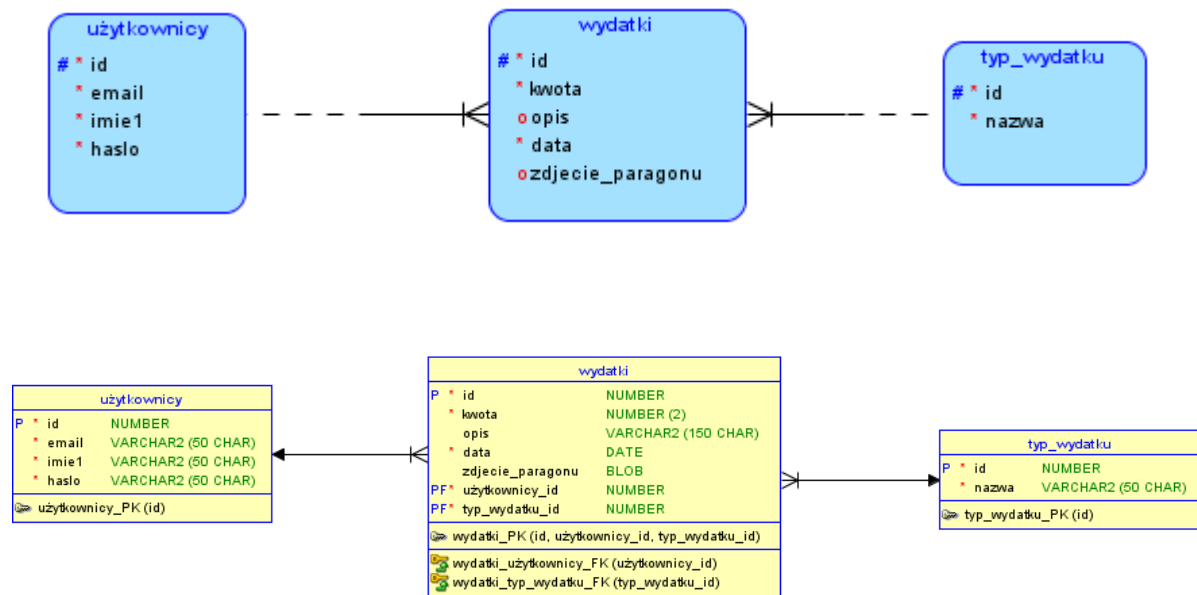 użytkownicy
# * id
* email
* imie1
* haslo
wydatki
# * id
* kwota
o opis
* data
o zdjecie_paragonu
typ_wydatku
# * id
* nazwa
użytkownicy
P * id NUMBER
* email VARCHAR2 (50 CHAR)
* imie1 VARCHAR2 (50 CHAR)
* haslo VARCHAR2 (50 CHAR)
użytkownicy_PK (id)
wydatki
P * id NUMBER
* kwota NUMBER (2)
opis VARCHAR2 (150 CHAR)
* data DATE
zdjecie_paragonu BLOB
PF* użytkownicy_id NUMBER
PF* typ_wydatku_id NUMBER
wydatki_PK (id, użytkownicy_id, typ_wydatku_id)
wydatki_użytkownicy_FK (użytkownicy_id)
wydatki_typ_wydatku_FK (typ_wydatku_id)
typ_wydatku
P * id NUMBER
* nazwa VARCHAR2 (50 CHAR)
typ_wydatku_PK (id)